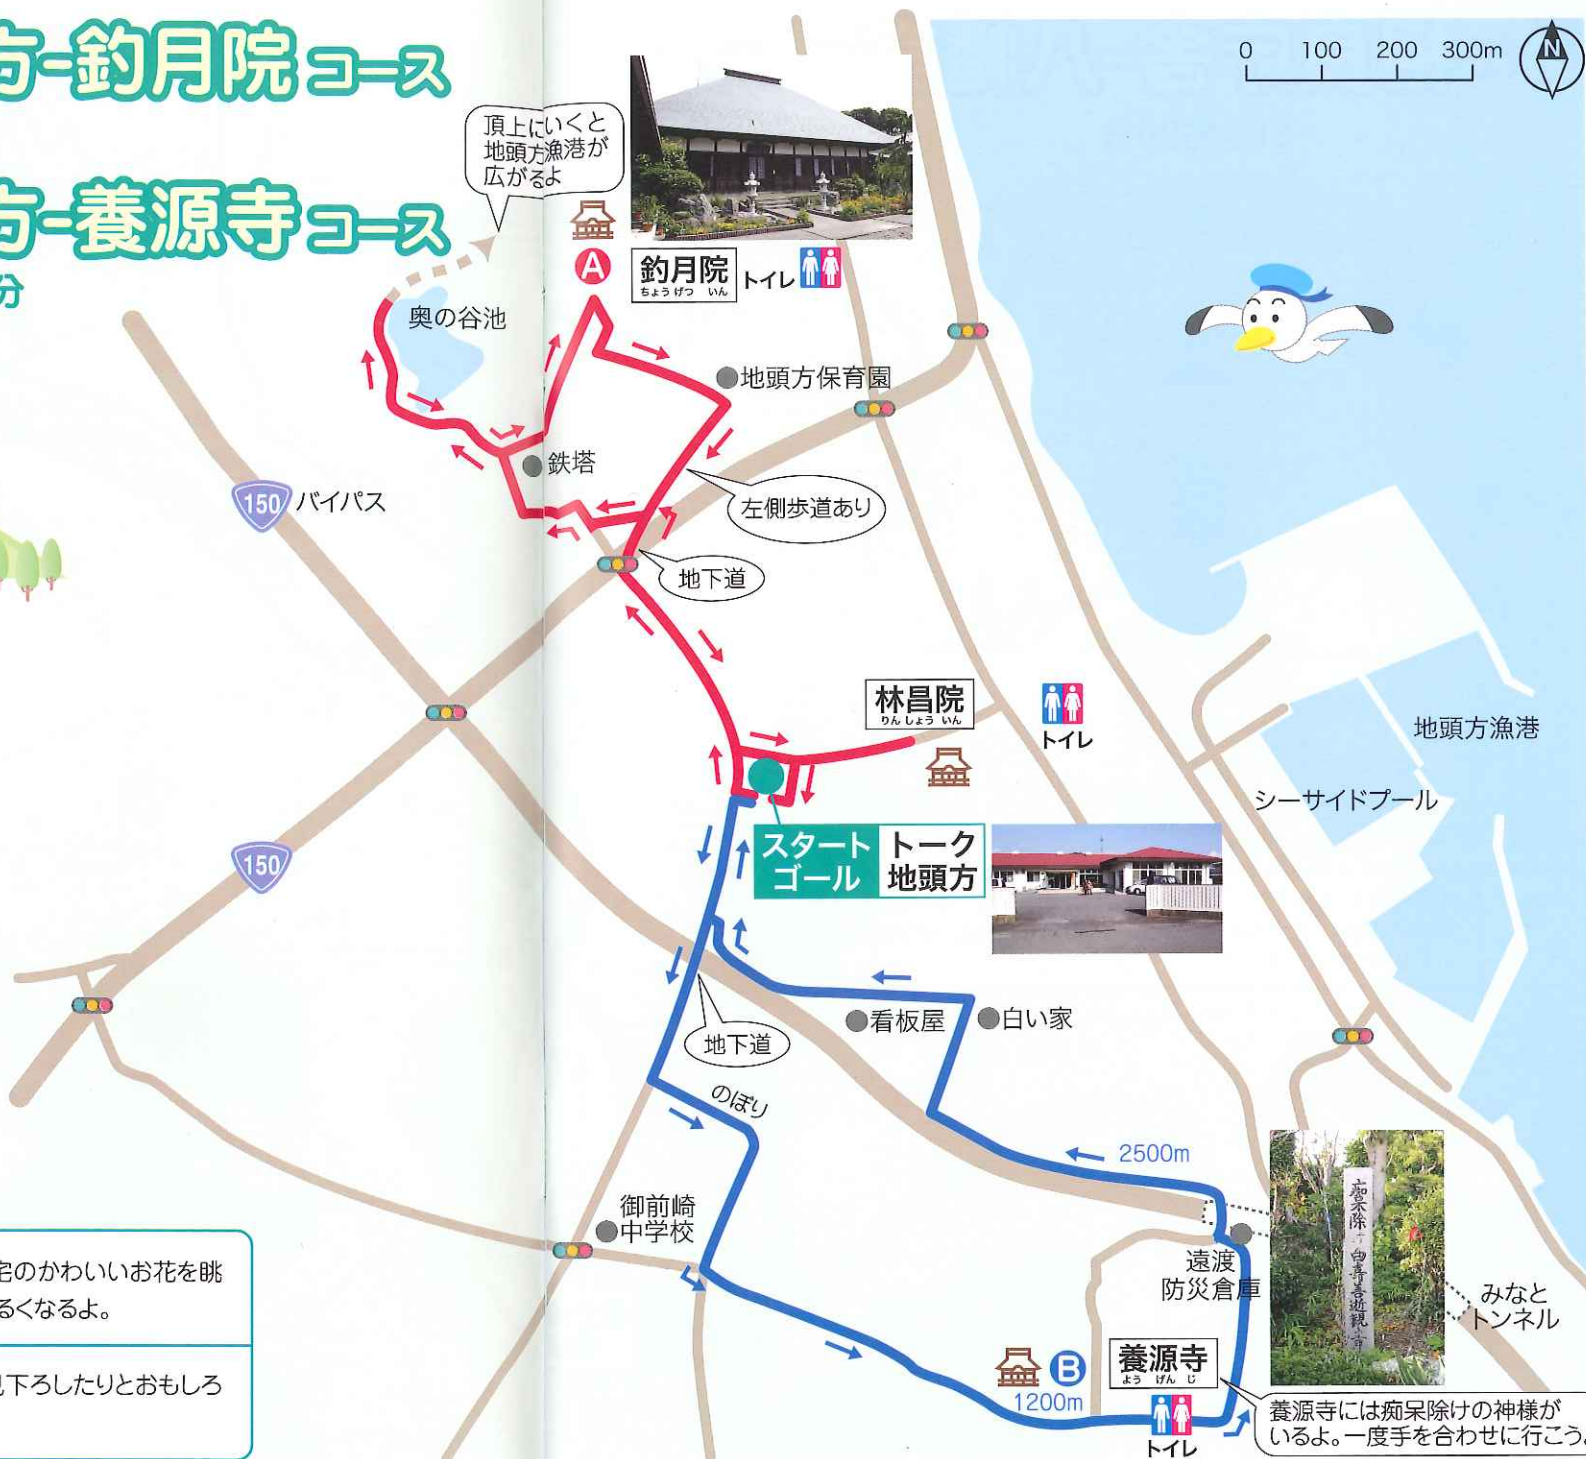 方-釣月院コース
方-養源寺コース
分
0 100 200 300m
N
頂上にいくと
地頭方漁港が
広がるよ
A
釣月院
ちょうげついん
トイレ
奥の谷池
地頭方保育園
鉄塔
150 バイパス
左側歩道あり
地下道
林昌院
りんしょういん
トイレ
地頭方漁港
シーサイドプール
スタート
ゴール
トーク
地頭方
150
看板屋
白い家
地下道
のぼり
2500m
御前崎
中学校
遠渡
防災倉庫
みなと
トンネル
B
1200m
養源寺
ようげんじ
トイレ
養源寺には痴呆除けの神様が
いるよ。一度手を合わせに行こう。
宅のかわいいお花を眺
るくなるよ。
見下ろしたりとおもしろ